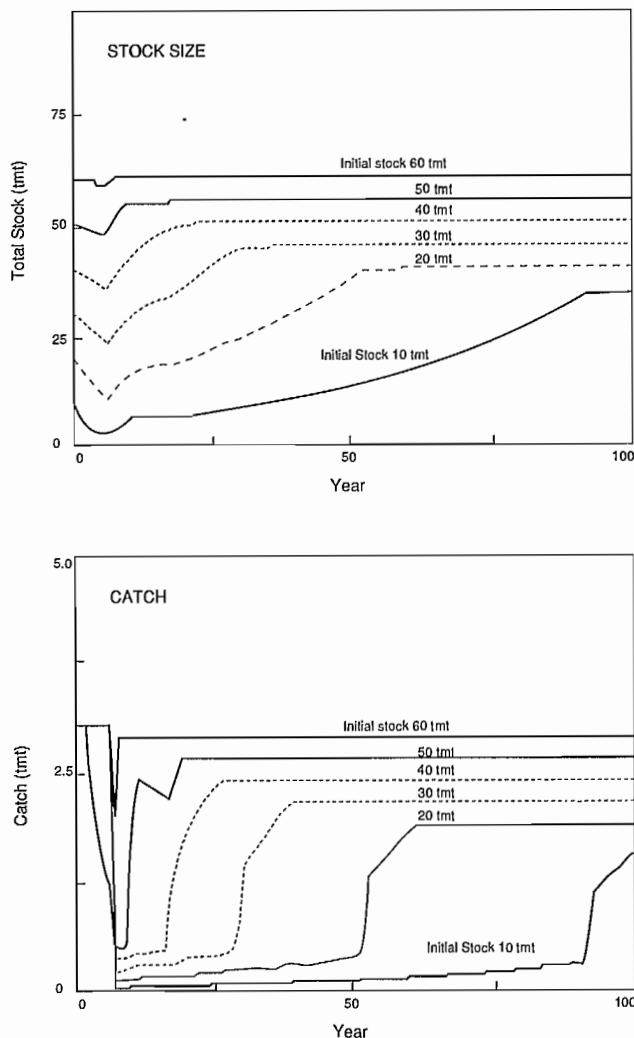 STOCK SIZE
75
50
25
0
Total Stock (tmt)
Initial stock 60 tmt
50 tmt
40 tmt
30 tmt
20 tmt
Initial Stock 10 tmt
0
50
100
Year
CATCH
5.0
2.5
0
Catch (tmt)
Initial stock 60 tmt
50 tmt
40 tmt
30 tmt
20 tmt
Initial Stock 10 tmt
0
50
100
Year